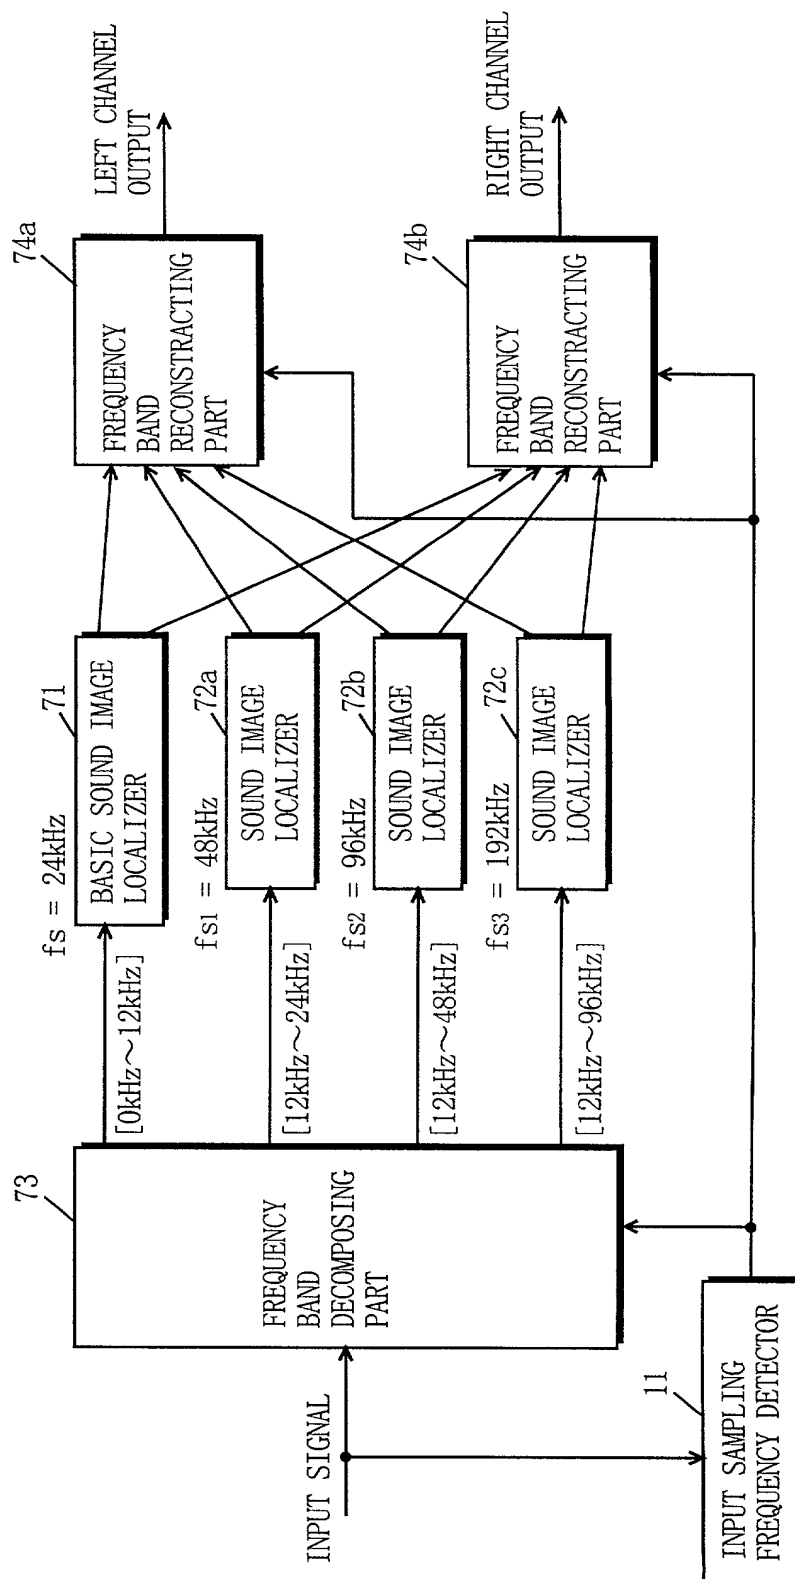 INPUT SIGNAL
73
FREQUENCY
BAND
DECOMPOSING
PART
11
INPUT SAMPLING
FREQUENCY DETECTOR
[0kHz～12kHz]
[12kHz～24kHz]
[12kHz～48kHz]
[12kHz～96kHz]
fs = 24kHz
71
BASIC SOUND IMAGE
LOCALIZER
fs1 = 48kHz
72a
SOUND IMAGE
LOCALIZER
fs2 = 96kHz
72b
SOUND IMAGE
LOCALIZER
fs3 = 192kHz
72c
SOUND IMAGE
LOCALIZER
74a
FREQUENCY
BAND
RECONSTRACTING
PART
LEFT CHANNEL
OUTPUT
74b
FREQUENCY
BAND
RECONSTRACTING
PART
RIGHT CHANNEL
OUTPUT